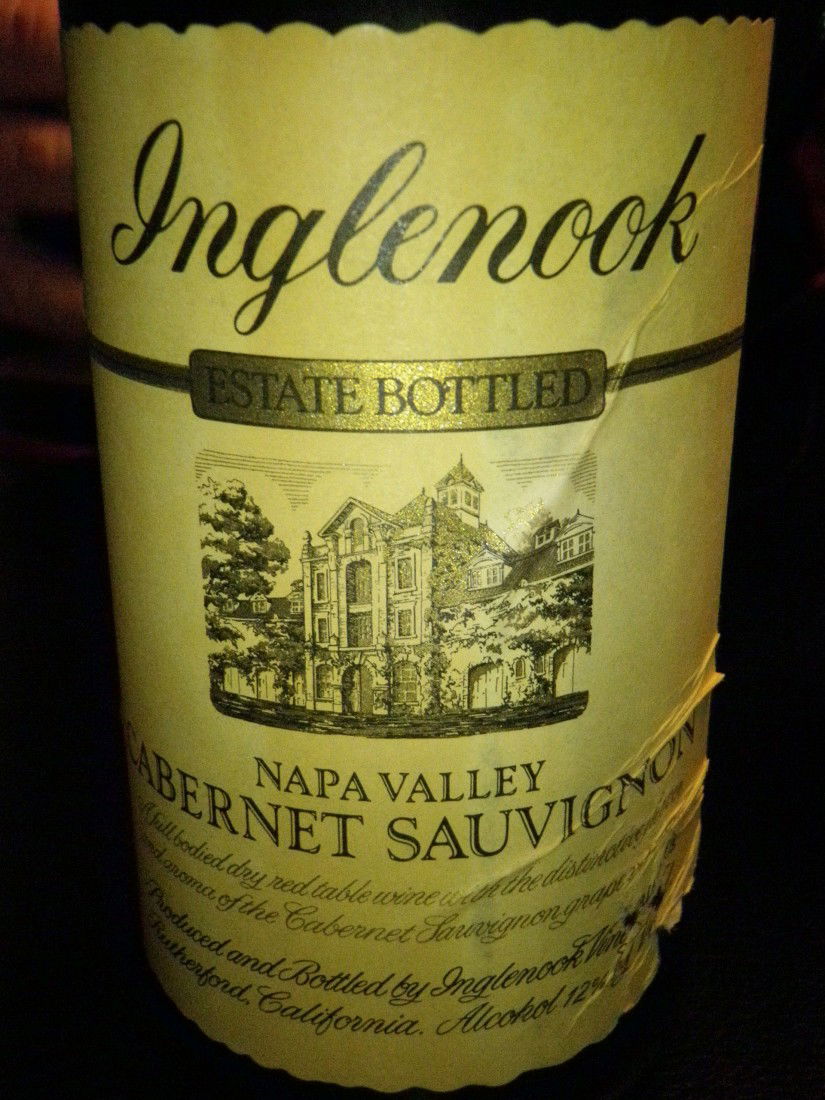 Inglenook
ESTATE BOTTLED
NAPA VALLEY
CABERNET SAUVIGNON
A full bodied dry red table wine with the distinctive
and aroma of the Cabernet Sauvignon grape
Produced and Bottled by Inglenook
Rutherford, California. Alcohol 12%